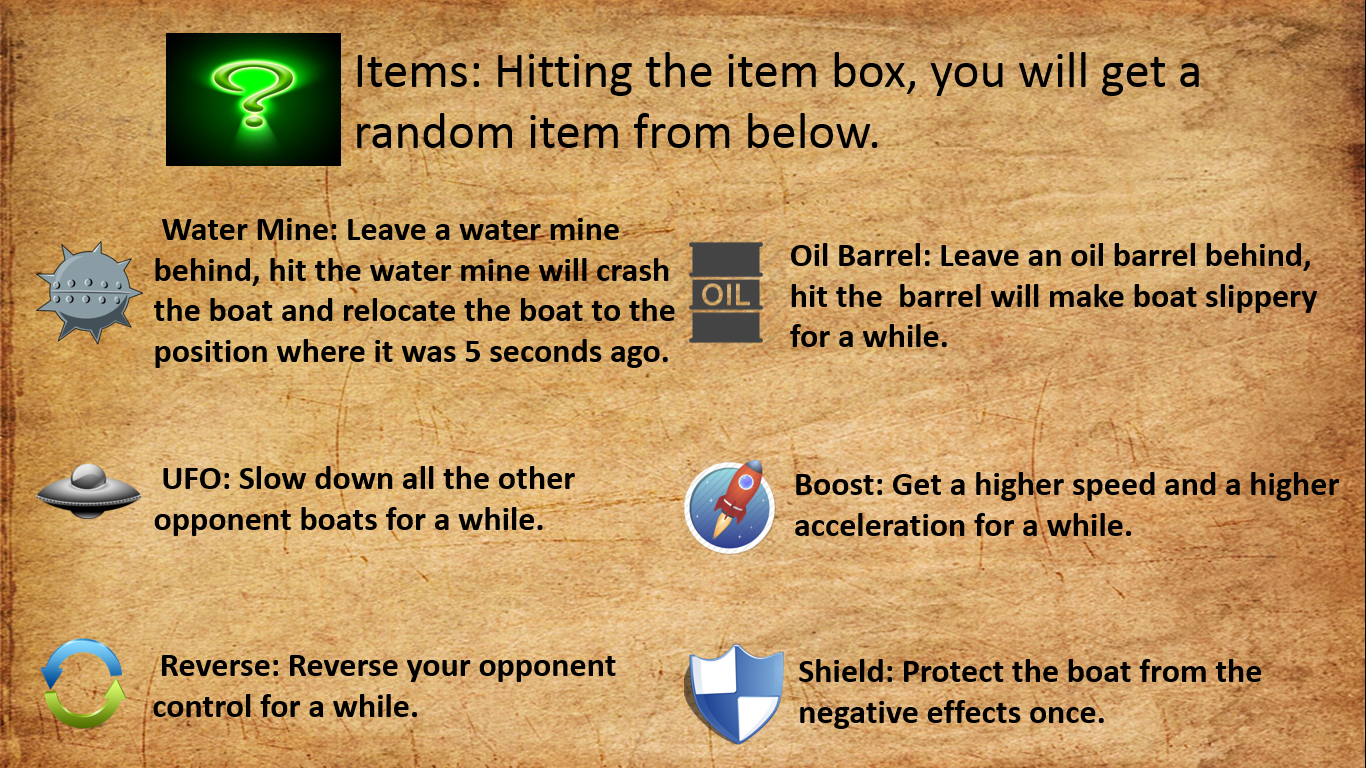 Items: Hitting the item box, you will get a
random item from below.
Water Mine: Leave a water mine
behind, hit the water mine will crash
the boat and relocate the boat to the
position where it was 5 seconds ago.
OIL
Oil Barrel: Leave an oil barrel behind,
hit the  barrel will make boat slippery
for a while.
UFO: Slow down all the other
opponent boats for a while.
Boost: Get a higher speed and a higher
acceleration for a while.
Reverse: Reverse your opponent
control for a while.
Shield: Protect the boat from the
negative effects once.